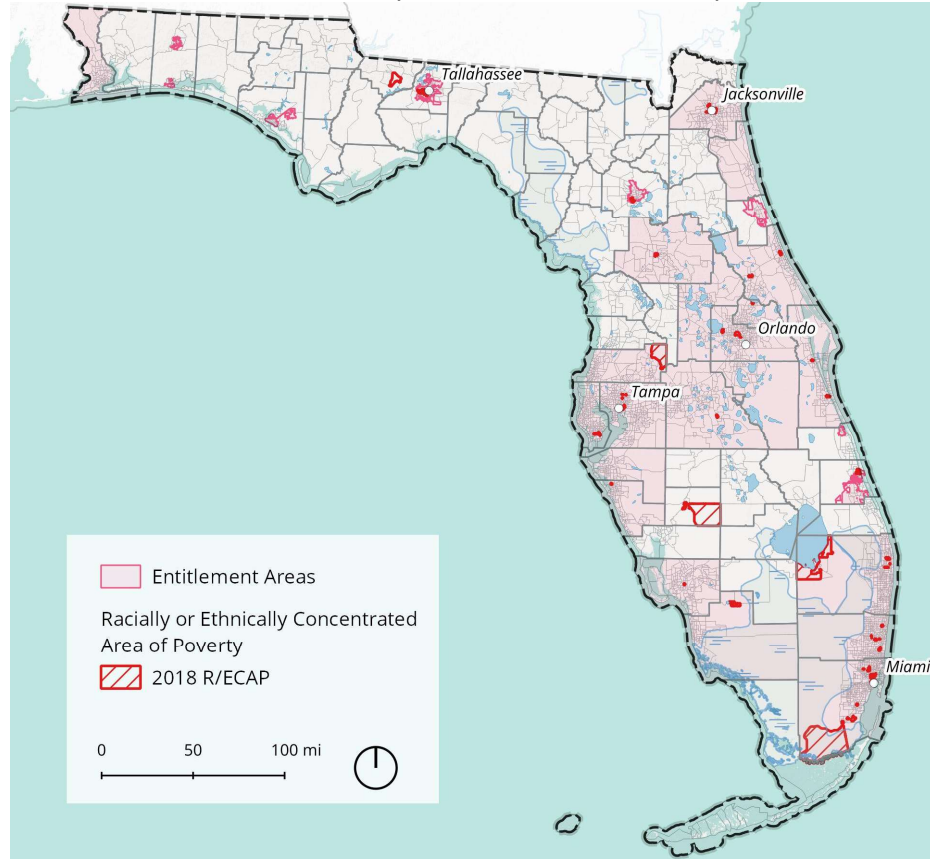 Tallahassee
Jacksonville
Orlando
Tampa
Miami
Entitlement Areas
Racially or Ethnically Concentrated
Area of Poverty
2018 R/ECAP
0 50 100 mi